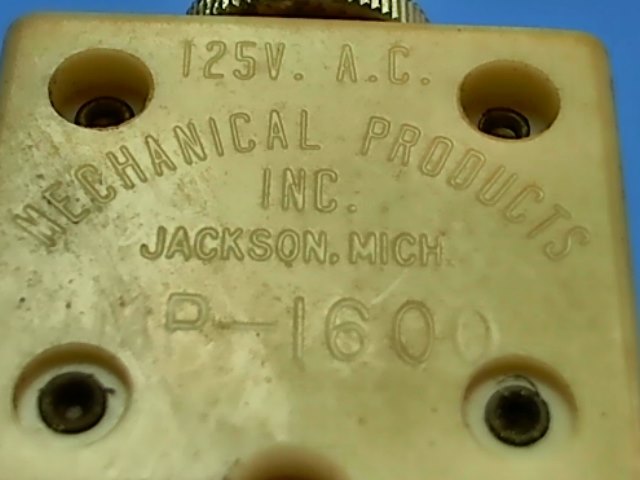 125V. A.C.
MECHANICAL PRODUCTS
INC.
JACKSON, MICH.
P-1600